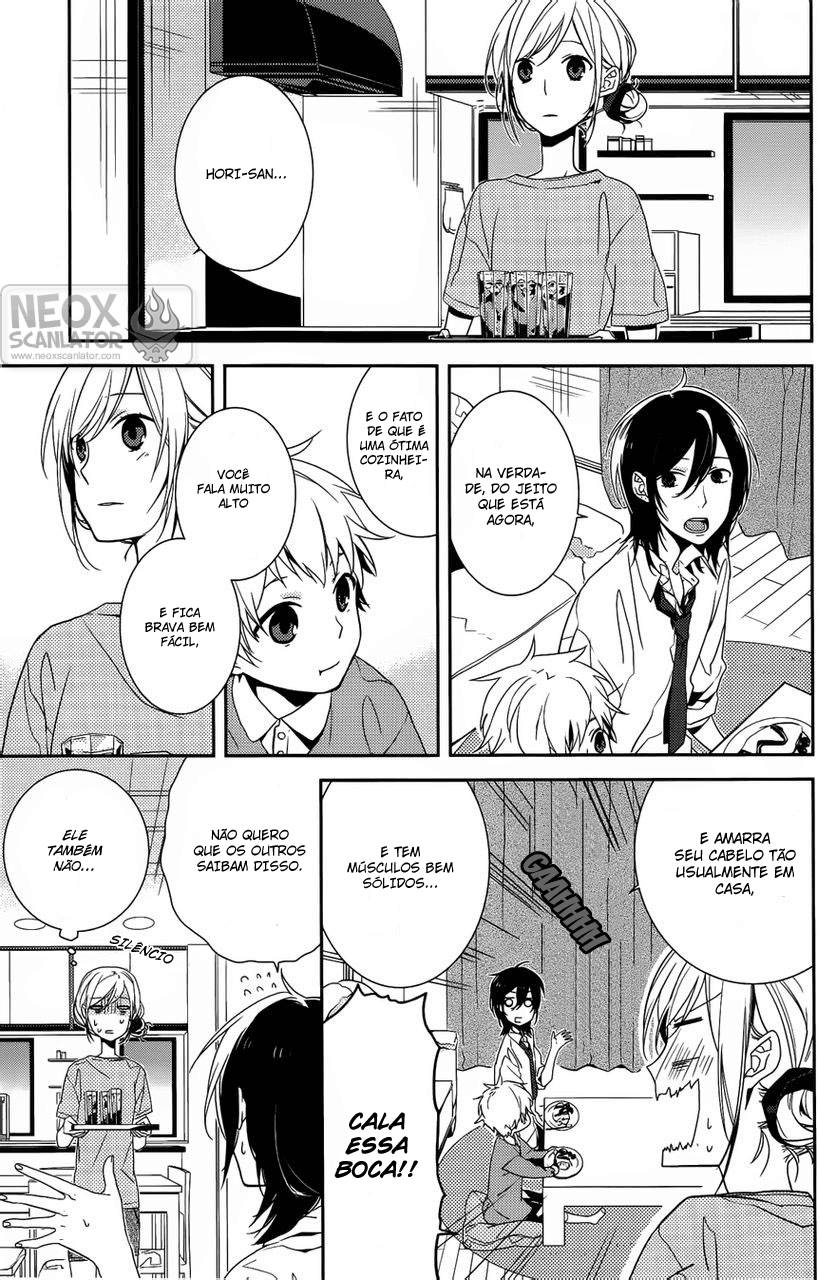 HORI-SAN...
NEOX
SCANLATOR
www.neoxscanlator.com
NA VERDA-
DE, DO JEITO
QUE ESTÁ
AGORA,
E O FATO
DE QUE É
UMA ÓTIMA
COZINHEI-
RA,
VOCÊ
FALA MUITO
ALTO
E FICA
BRAVA BEM
FÁCIL,
E AMARRA
SEU CABELO TÃO
USUALMENTE EM
CASA,
E TEM
MÚSCULOS BEM
SÓLIDOS...
GAAHHHH
CALA
ESSA
BOCA!!
NÃO QUERO
QUE OS OUTROS
SAIBAM DISSO.
ELE
TAMBÉM
NÃO...
SILÊNCIO